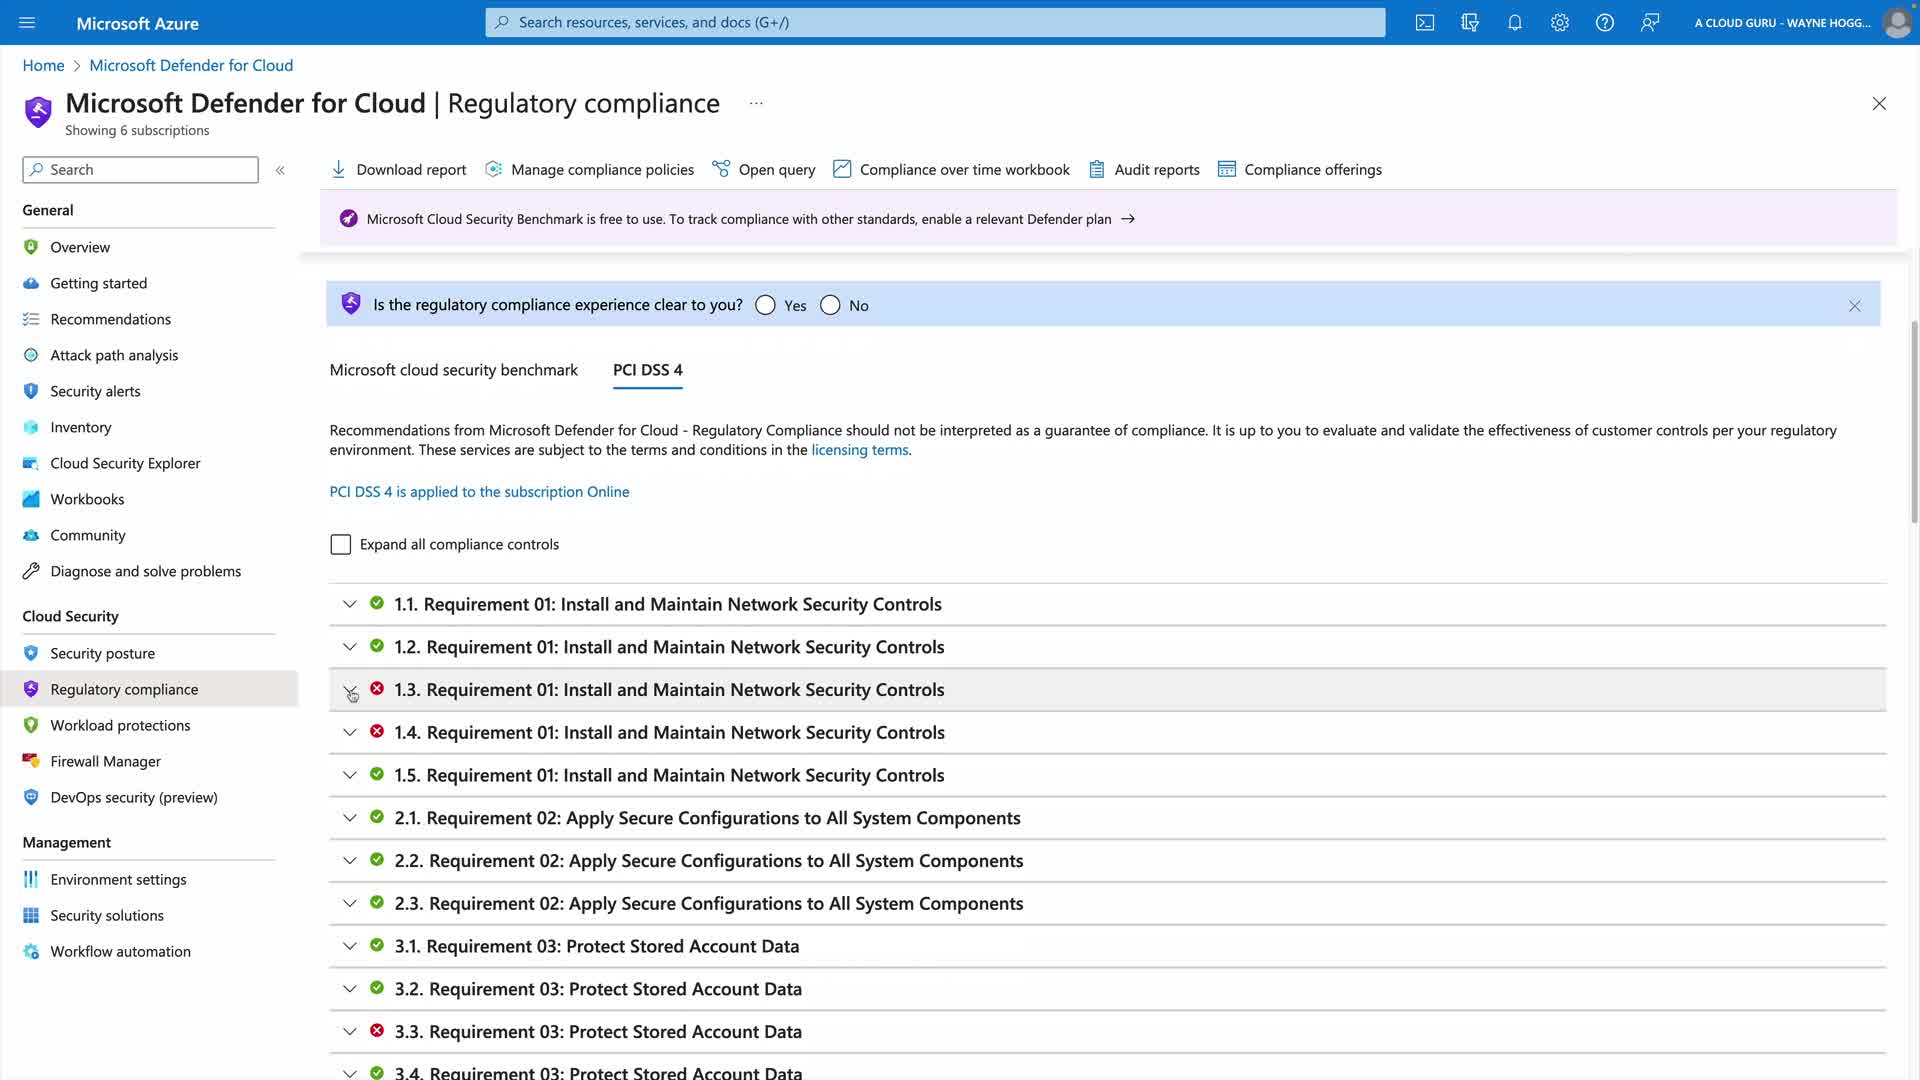 Microsoft Azure
Search resources, services, and docs (G+/)
A CLOUD GURU - WAYNE HOGG...
Home > Microsoft Defender for Cloud
Microsoft Defender for Cloud | Regulatory compliance ...
Showing 6 subscriptions
Search
«
Download report
Manage compliance policies
Open query
Compliance over time workbook
Audit reports
Compliance offerings
General
Overview
Getting started
Recommendations
Attack path analysis
Security alerts
Inventory
Cloud Security Explorer
Workbooks
Community
Diagnose and solve problems
Cloud Security
Security posture
Regulatory compliance
Workload protections
Firewall Manager
DevOps security (preview)
Management
Environment settings
Security solutions
Workflow automation
Microsoft Cloud Security Benchmark is free to use. To track compliance with other standards, enable a relevant Defender plan →
Is the regulatory compliance experience clear to you? Yes No
Microsoft cloud security benchmark
PCI DSS 4
Recommendations from Microsoft Defender for Cloud - Regulatory Compliance should not be interpreted as a guarantee of compliance. It is up to you to evaluate and validate the effectiveness of customer controls per your regulatory
environment. These services are subject to the terms and conditions in the licensing terms.
PCI DSS 4 is applied to the subscription Online
Expand all compliance controls
1.1. Requirement 01: Install and Maintain Network Security Controls
1.2. Requirement 01: Install and Maintain Network Security Controls
1.3. Requirement 01: Install and Maintain Network Security Controls
1.4. Requirement 01: Install and Maintain Network Security Controls
1.5. Requirement 01: Install and Maintain Network Security Controls
2.1. Requirement 02: Apply Secure Configurations to All System Components
2.2. Requirement 02: Apply Secure Configurations to All System Components
2.3. Requirement 02: Apply Secure Configurations to All System Components
3.1. Requirement 03: Protect Stored Account Data
3.2. Requirement 03: Protect Stored Account Data
3.3. Requirement 03: Protect Stored Account Data
3.4. Requirement 03: Protect Stored Account Data